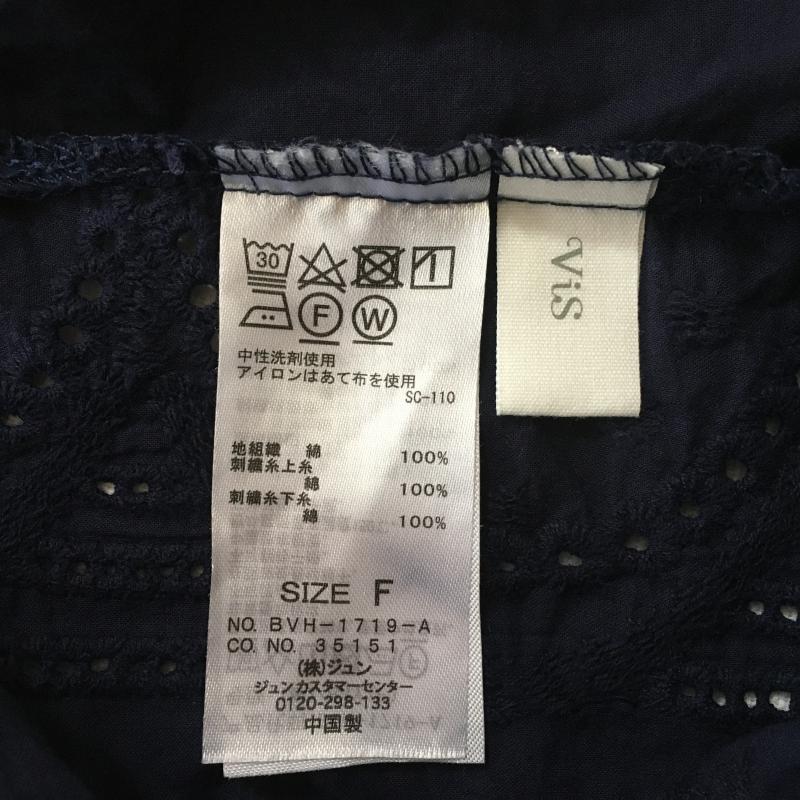 30
F
W
中性洗剤使用
アイロンはあて布を使用
SC-110
地組織 綿 100%
刺繍糸上糸
綿 100%
刺繍糸下糸
綿 100%
SIZE F
NO. BVH-1719-A
CO. NO. 35151
(株)ジュン
ジュンカスタマーセンター
0120-298-133
中国製
ViS